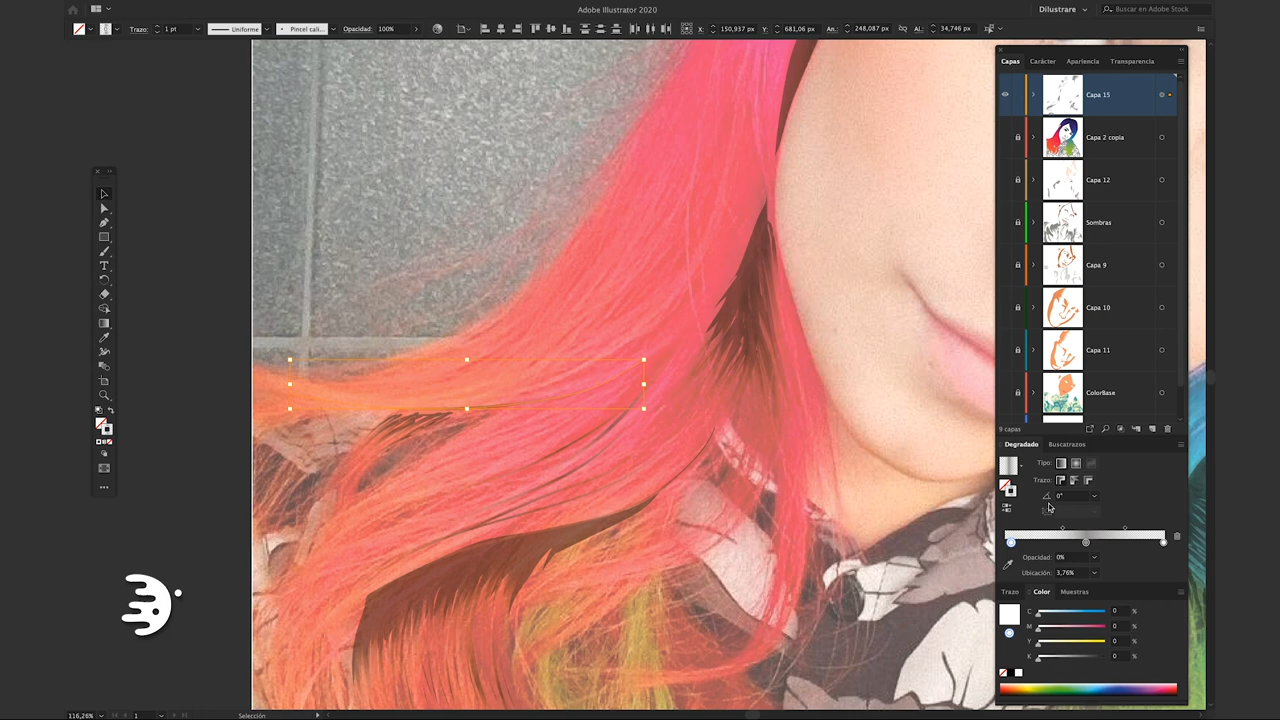 Adobe Illustrator 2020
Dilustrare
Buscar en Adobe Stock
Trazo: 1 pt Uniforme Pincel cali... Opacidad: 100% X: 150,937 px Y: 681,06 px An.: 248,087 px AL: 34,746 px
Capas Carácter Apariencia Transparencia
Capa 15
Capa 2 copia
Capa 12
Sombras
Capa 9
Capa 10
Capa 11
ColorBase
9 capas
Degradado Buscatrazos
Tipo:
Trazo:
0°
Opacidad: 0%
Ubicación: 3,76%
Trazo Color Muestras
C 0 %
M 0 %
Y 0 %
K 0 %
116,26% 1 Selección